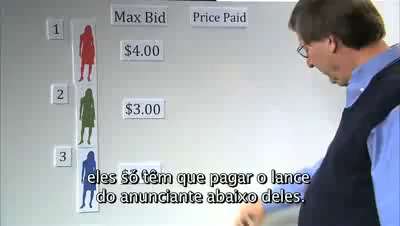 Max Bid Price Paid
1
$4.00
2
$3.00
3
eles só têm que pagar o lance
do anunciante abaixo deles.